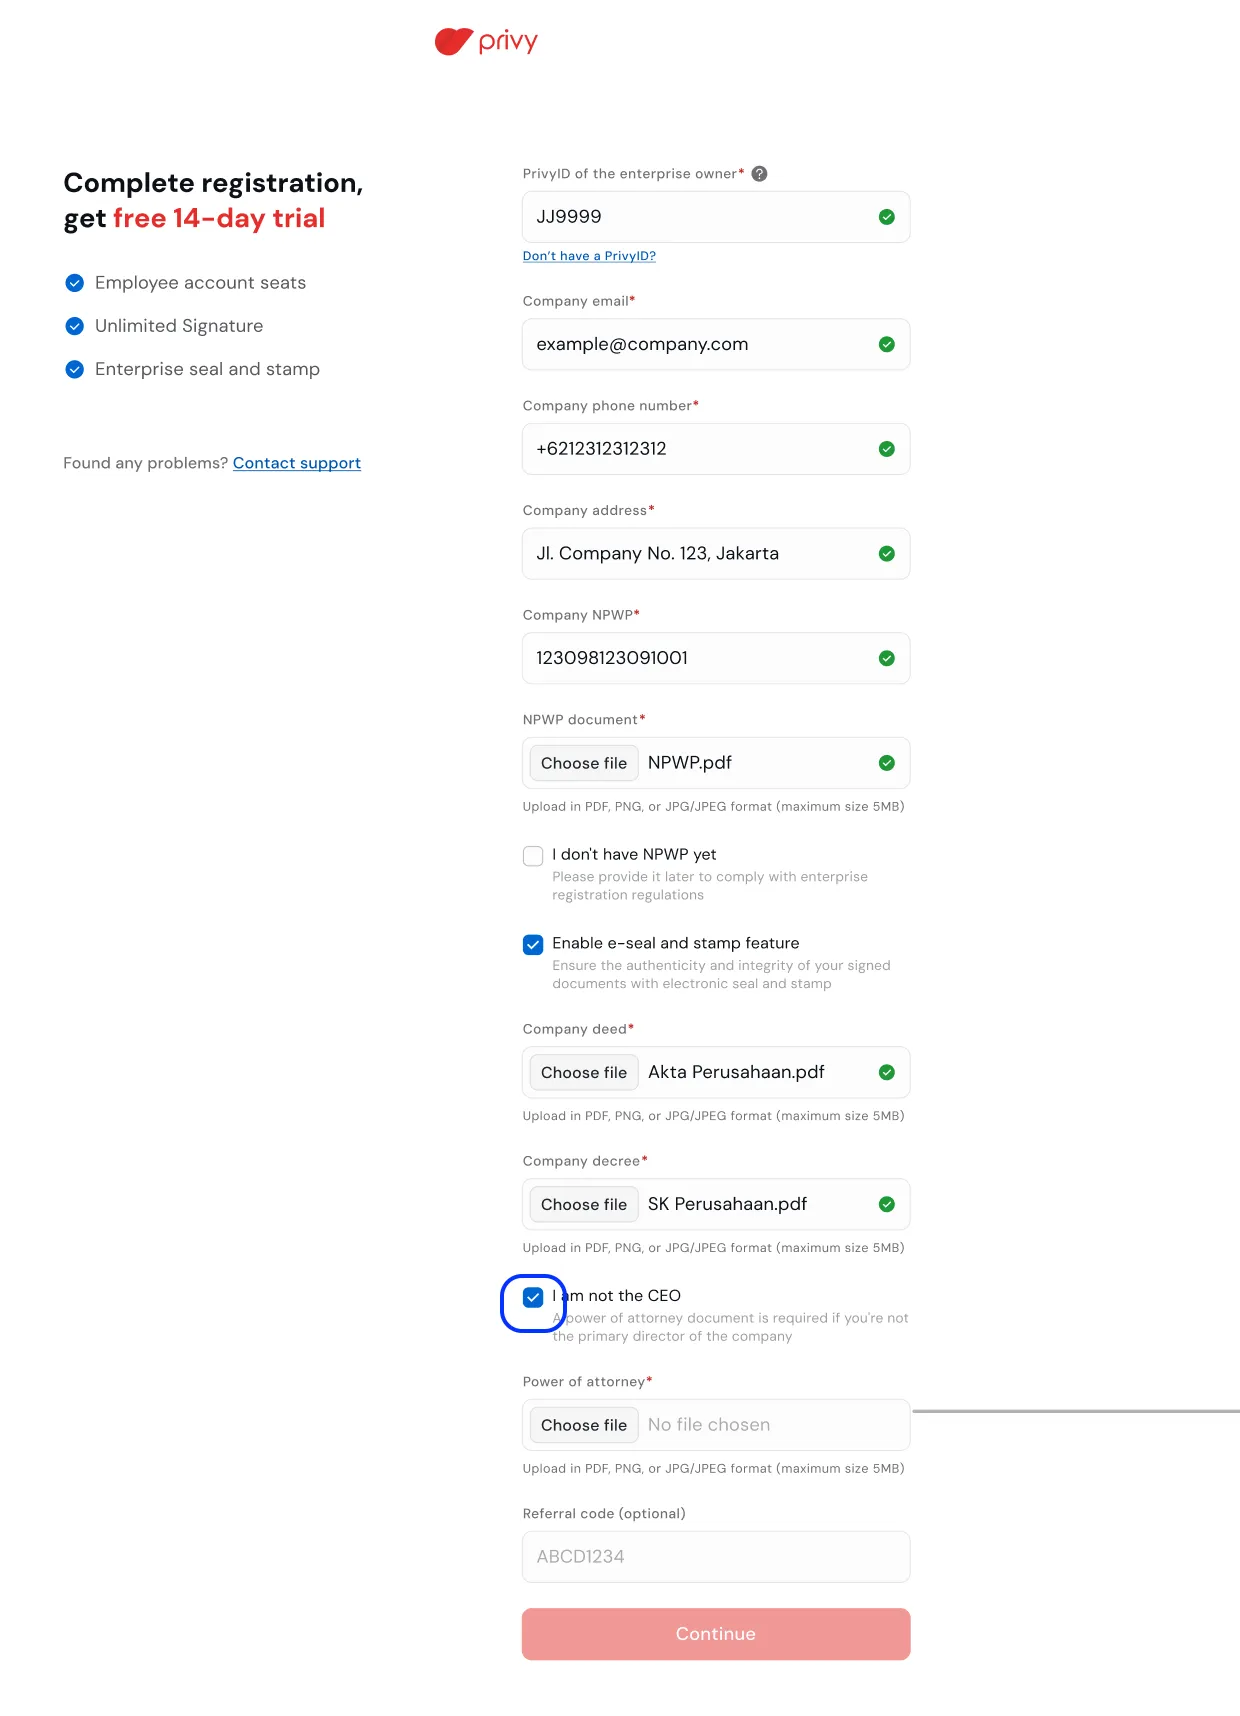 privy
Complete registration,
get free 14-day trial
Employee account seats
Unlimited Signature
Enterprise seal and stamp
Found any problems? Contact support
PrivyID of the enterprise owner* ?
JJ9999
Don't have a PrivyID?
Company email*
example@company.com
Company phone number*
+6212312312312
Company address*
Jl. Company No. 123, Jakarta
Company NPWP*
123098123091001
NPWP document*
Choose file NPWP.pdf
Upload in PDF, PNG, or JPG/JPEG format (maximum size 5MB)
I don't have NPWP yet
Please provide it later to comply with enterprise
registration regulations
Enable e-seal and stamp feature
Ensure the authenticity and integrity of your signed
documents with electronic seal and stamp
Company deed*
Choose file Akta Perusahaan.pdf
Upload in PDF, PNG, or JPG/JPEG format (maximum size 5MB)
Company decree*
Choose file SK Perusahaan.pdf
Upload in PDF, PNG, or JPG/JPEG format (maximum size 5MB)
I am not the CEO
A power of attorney document is required if you're not
the primary director of the company
Power of attorney*
Choose file No file chosen
Upload in PDF, PNG, or JPG/JPEG format (maximum size 5MB)
Referral code (optional)
ABCD1234
Continue